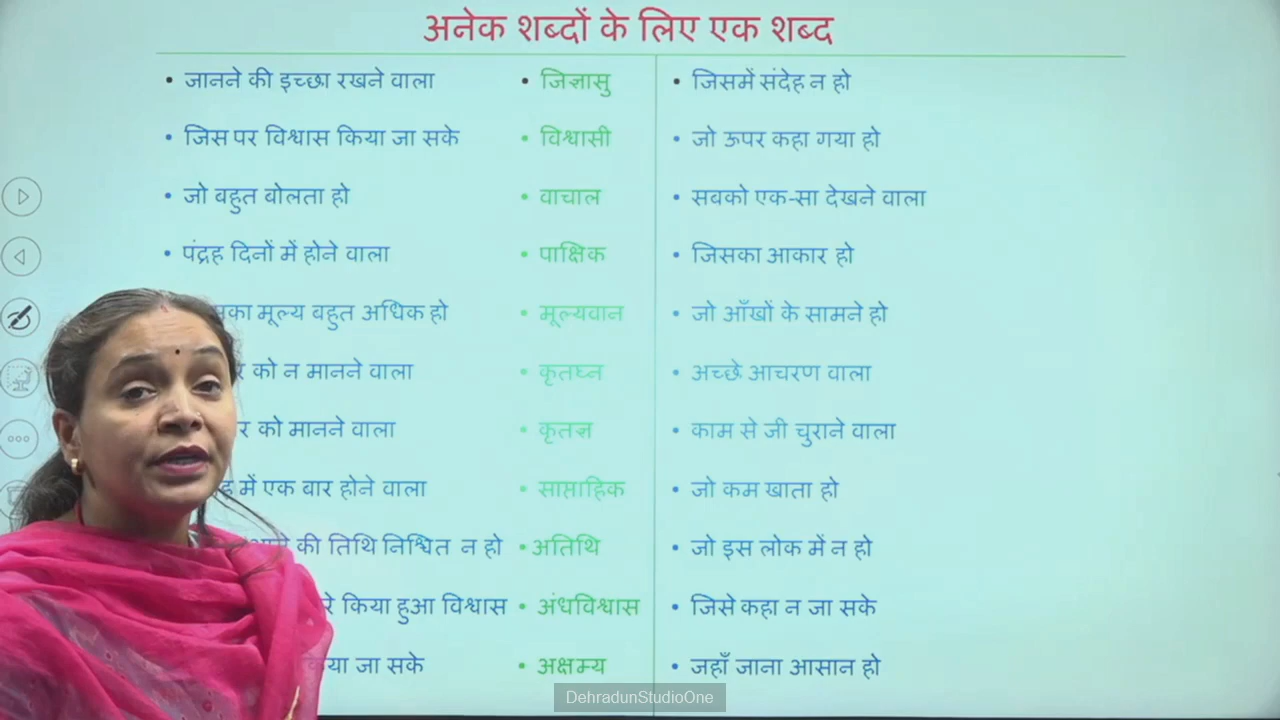 अनेक शब्दों के लिए एक शब्द
जानने की इच्छा रखने वाला
जिज्ञासु
जिसमें संदेह न हो
जिस पर विश्वास किया जा सके
विश्वासी
जो ऊपर कहा गया हो
जो बहुत बोलता हो
वाचाल
सबको एक-सा देखने वाला
पंद्रह दिनों में होने वाला
पाक्षिक
जिसका आकार हो
मूल्य बहुत अधिक हो
मूल्यवान
जो आँखों के सामने हो
को न मानने वाला
कृतघ्न
अच्छे आचरण वाला
को मानने वाला
कृतज्ञ
काम से जी चुराने वाला
में एक बार होने वाला
साप्ताहिक
जो कम खाता हो
की तिथि निश्चित न हो
अतिथि
जो इस लोक में न हो
किया हुआ विश्वास
अंधविश्वास
जिसे कहा न जा सके
जा सके
अक्षम्य
जहाँ जाना आसान हो
DehradunStudioOne